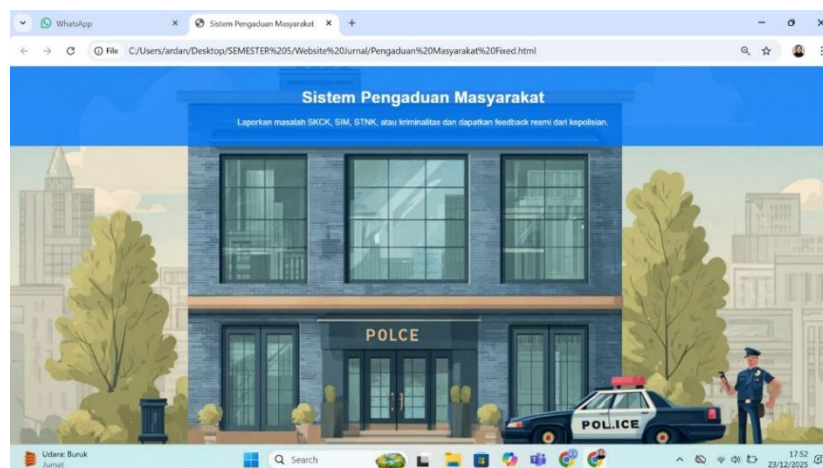 WhatsApp
Sistem Pengaduan Masyarakat
File C:/Users/ardan/Desktop/SEMESTER%205/Website%20Jurnal/Pengaduan%20Masyarakat%20Fixed.html
Sistem Pengaduan Masyarakat
Laporkan masalah SKCK, SIM, STNK, atau kriminalitas dan dapatkan feedback resmi dari kepolisian.
POLCE
POL.ICE
Udara: Buruk
Jumat
Search
17:52
23/12/2025